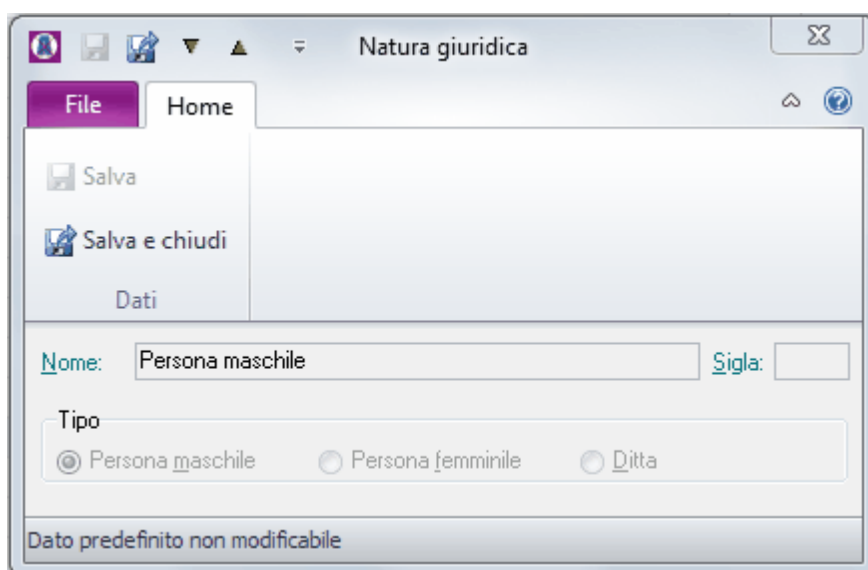 Natura giuridica
File Home
Salva
Salva e chiudi
Dati
Nome: Persona maschile Sigla:
Tipo
Persona maschile Persona femminile Ditta
Dato predefinito non modificabile